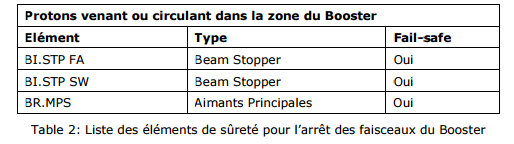 Protons venant ou circulant dans la zone du Booster
Elément Type Fail-safe
BI.STP FA Beam Stopper Oui
BI.STP SW Beam Stopper Oui
BR.MPS Aimants Principales Oui
Table 2: Liste des éléments de sûreté pour l’arrêt des faisceaux du Booster